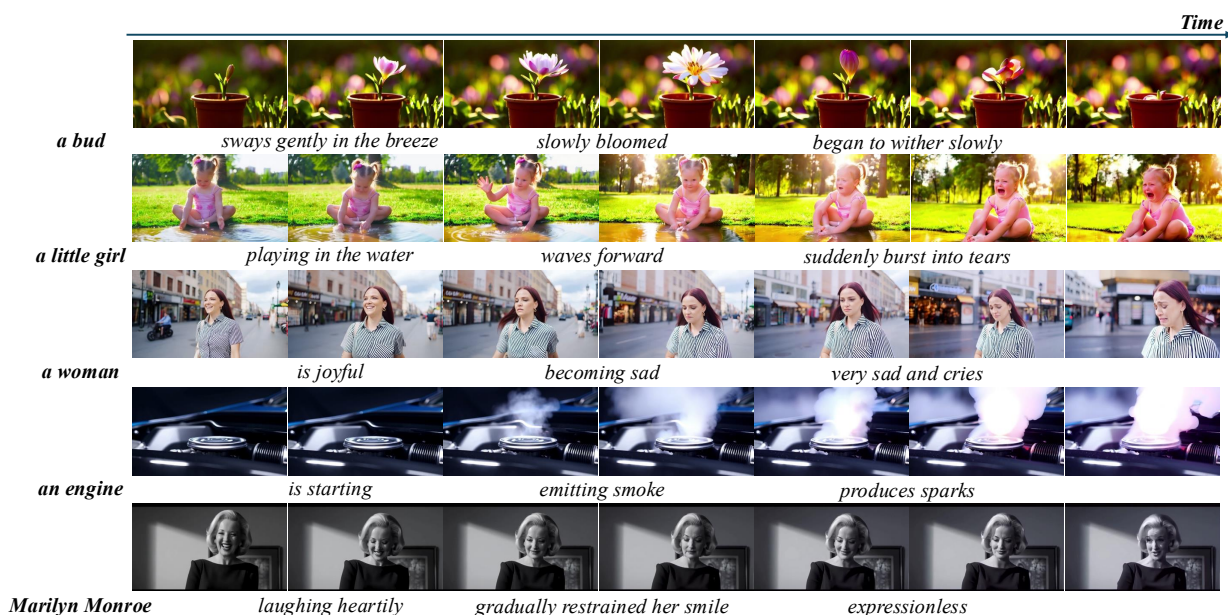 Time
a bud
sways gently in the breeze
slowly bloomed
began to wither slowly
a little girl
playing in the water
waves forward
suddenly burst into tears
a woman
is joyful
becoming sad
very sad and cries
an engine
is starting
emitting smoke
produces sparks
Marilyn Monroe
laughing heartily
gradually restrained her smile
expressionless